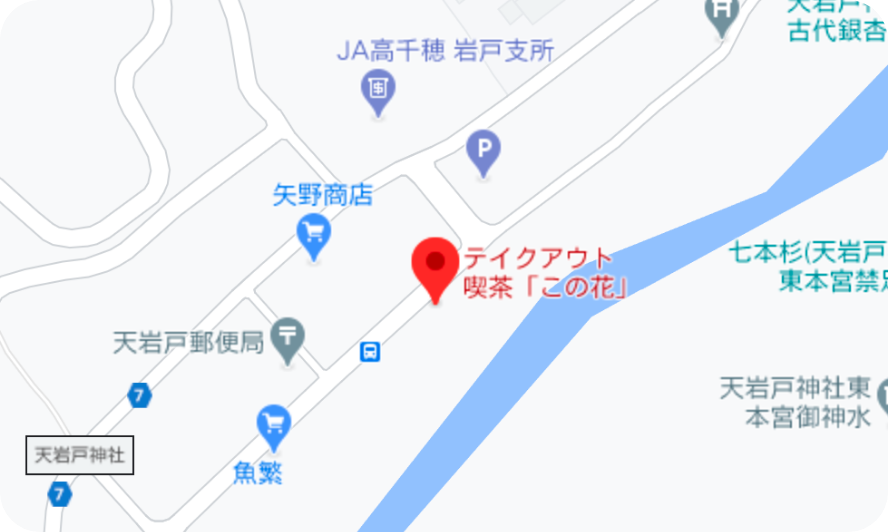 天岩戸、
古代銀杏
JA高千穂 岩戸支所
P
矢野商店
テイクアウト
喫茶「この花」
七本杉(天岩戸
東本宮禁足
天岩戸郵便局
天岩戸神社東
本宮御神水
7
天岩戸神社
魚繁
7